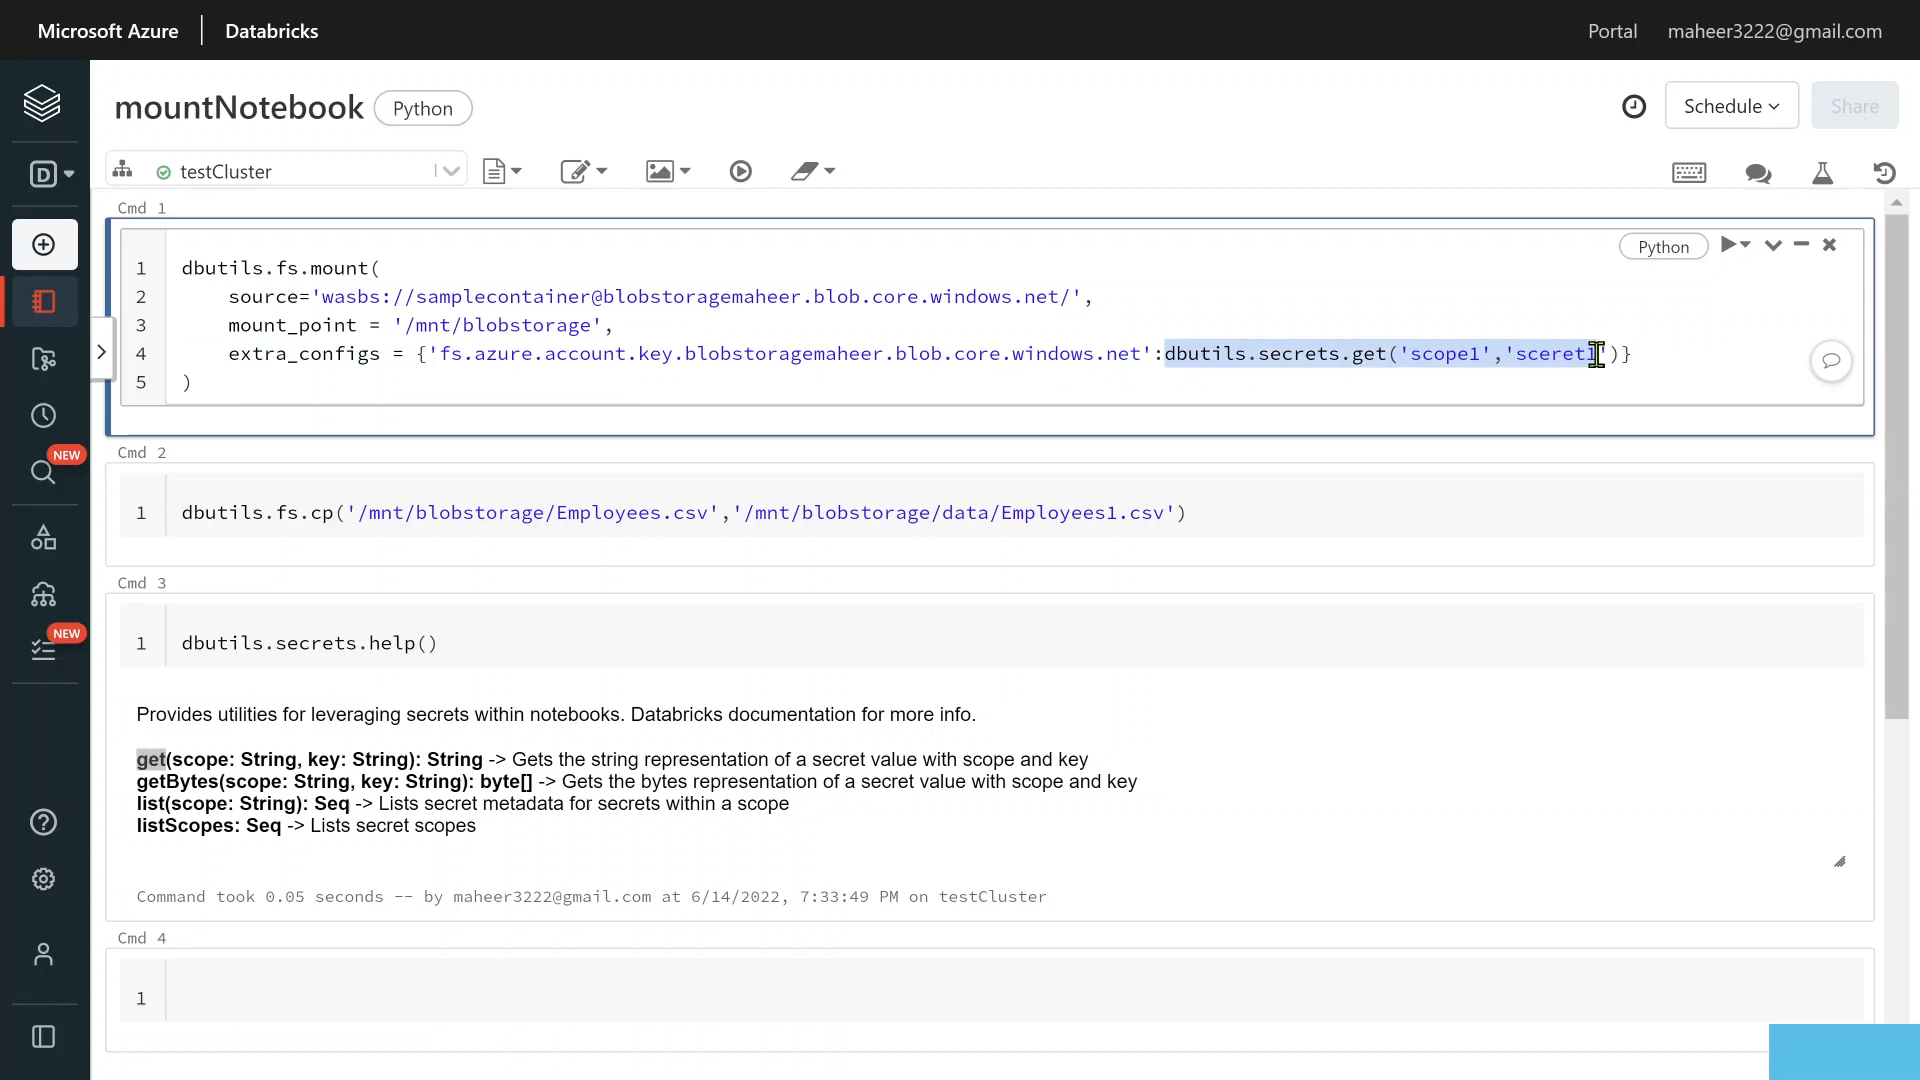 Microsoft Azure | Databricks
Portal
maheer3222@gmail.com
mountNotebook
Python
Schedule
Share
D
testCluster
Cmd 1
Python
1 dbutils.fs.mount(
2 source='wasbs://samplecontainer@blobstoragemaheer.blob.core.windows.net/',
3 mount_point = '/mnt/blobstorage',
4 extra_configs = {'fs.azure.account.key.blobstoragemaheer.blob.core.windows.net':dbutils.secrets.get('scope1','sceret1')}
5 )
NEW
Cmd 2
1 dbutils.fs.cp('/mnt/blobstorage/Employees.csv','/mnt/blobstorage/data/Employees1.csv')
Cmd 3
NEW
1 dbutils.secrets.help()
Provides utilities for leveraging secrets within notebooks. Databricks documentation for more info.
get(scope: String, key: String): String -> Gets the string representation of a secret value with scope and key
getBytes(scope: String, key: String): byte[] -> Gets the bytes representation of a secret value with scope and key
list(scope: String): Seq -> Lists secret metadata for secrets within a scope
listScopes: Seq -> Lists secret scopes
Command took 0.05 seconds -- by maheer3222@gmail.com at 6/14/2022, 7:33:49 PM on testCluster
Cmd 4
1